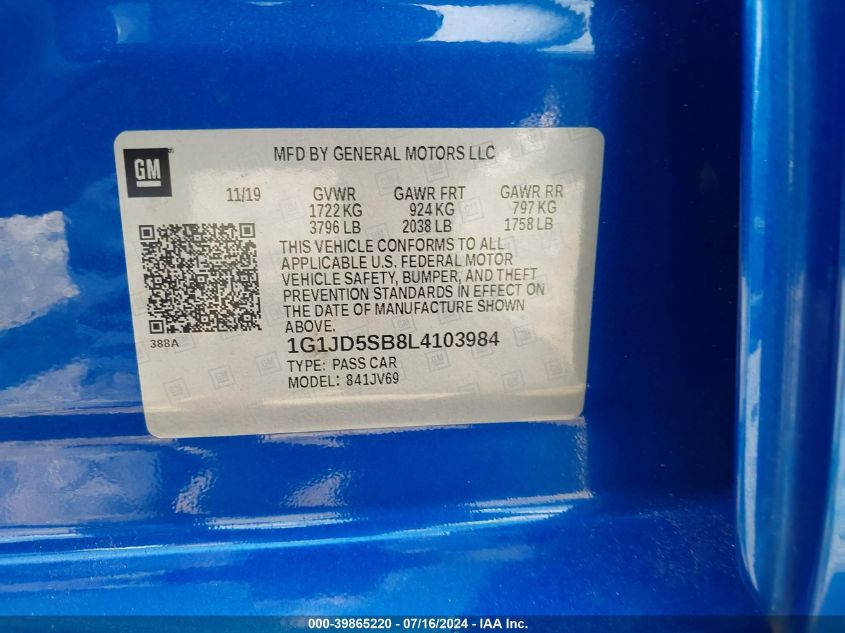 GM
MFD BY GENERAL MOTORS LLC
11/19 GVWR GAWR FRT GAWR RR
1722 KG 924 KG 797 KG
3796 LB 2038 LB 1758 LB
THIS VEHICLE CONFORMS TO ALL
APPLICABLE U.S. FEDERAL MOTOR
VEHICLE SAFETY, BUMPER, AND THEFT
PREVENTION STANDARDS IN EFFECT ON
THE DATE OF MANUFACTURE SHOWN
ABOVE.
388A
1G1JD5SB8L4103984
TYPE: PASS CAR
MODEL: 841JV69
000-39865220 - 07/16/2024 - IAA Inc.